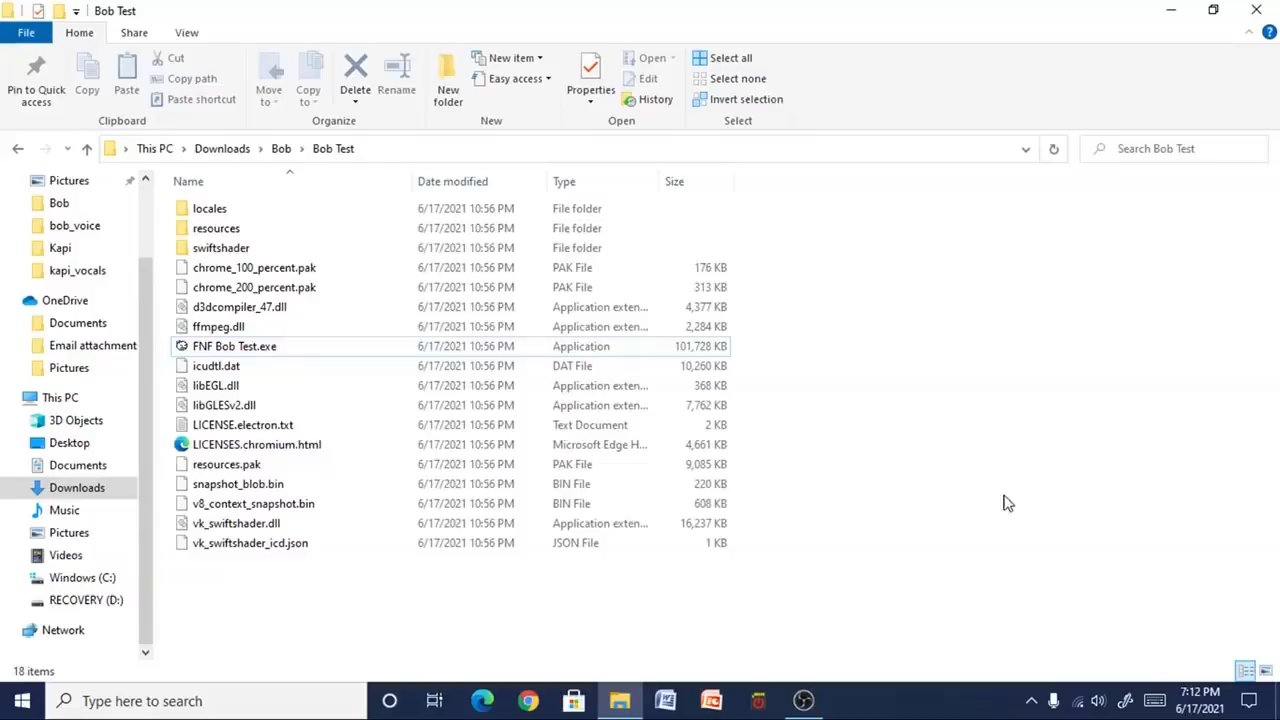 Bob Test
File Home Share View
Pin to Quick access
Copy
Paste
Cut
Copy path
Paste shortcut
Clipboard
Move to
Copy to
Delete
Rename
Organize
New folder
New item
Easy access
New
Properties
Open
Edit
History
Open
Select all
Select none
Invert selection
Select
This PC Downloads Bob Bob Test
Search Bob Test
Pictures
Bob
bob_voice
Kapi
kapi_vocals
OneDrive
Documents
Email attachment
Pictures
This PC
3D Objects
Desktop
Documents
Downloads
Music
Pictures
Videos
Windows (C:)
RECOVERY (D:)
Network
Name Date modified Type Size
locales 6/17/2021 10:56 PM File folder
resources 6/17/2021 10:56 PM File folder
swiftshader 6/17/2021 10:56 PM File folder
chrome_100_percent.pak 6/17/2021 10:56 PM PAK File 176 KB
chrome_200_percent.pak 6/17/2021 10:56 PM PAK File 313 KB
d3dcompiler_47.dll 6/17/2021 10:56 PM Application exten... 4,377 KB
ffmpeg.dll 6/17/2021 10:56 PM Application exten... 2,284 KB
FNF Bob Test.exe 6/17/2021 10:56 PM Application 101,728 KB
icudtl.dat 6/17/2021 10:56 PM DAT File 10,260 KB
libEGL.dll 6/17/2021 10:56 PM Application exten... 368 KB
libGLESv2.dll 6/17/2021 10:56 PM Application exten... 7,762 KB
LICENSE.electron.txt 6/17/2021 10:56 PM Text Document 2 KB
LICENSES.chromium.html 6/17/2021 10:56 PM Microsoft Edge H... 4,661 KB
resources.pak 6/17/2021 10:56 PM PAK File 9,085 KB
snapshot_blob.bin 6/17/2021 10:56 PM BIN File 220 KB
v8_context_snapshot.bin 6/17/2021 10:56 PM BIN File 608 KB
vk_swiftshader.dll 6/17/2021 10:56 PM Application exten... 16,237 KB
vk_swiftshader_icd.json 6/17/2021 10:56 PM JSON File 1 KB
18 items
Type here to search
7:12 PM
6/17/2021